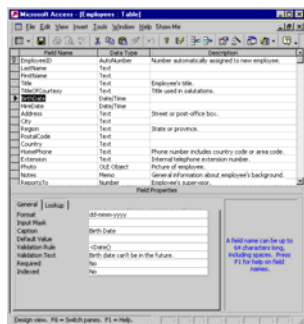 Microsoft Access - [Employees : Table]
File Edit View Insert Tools Window Help Show Me
Field Name Data Type Description
EmployeeID AutoNumber Number automatically assigned to new employee.
LastName Text
FirstName Text
Title Text Employee's title.
TitleOfCourtesy Text Title used in salutations.
BirthDate Date/Time
HireDate Date/Time
Address Text Street or post-office box.
City Text
Region Text State or province.
PostalCode Text
Country Text
HomePhone Text Phone number includes country code or area code.
Extension Text Internal telephone extension number.
Photo OLE Object Picture of employee.
Notes Memo General information about employee's background.
ReportsTo Number Employee's supervisor.
Field Properties
General Lookup
Format dd-mmm-yyyy
Input Mask
Caption Birth Date
Default Value
Validation Rule <Date()
Validation Text Birth date can't be in the future.
Required No
Indexed No
A field name can be up
to 64 characters long,
including spaces. Press
F1 for help on field
names.
Design view. F6 = Switch panes. F1 = Help.